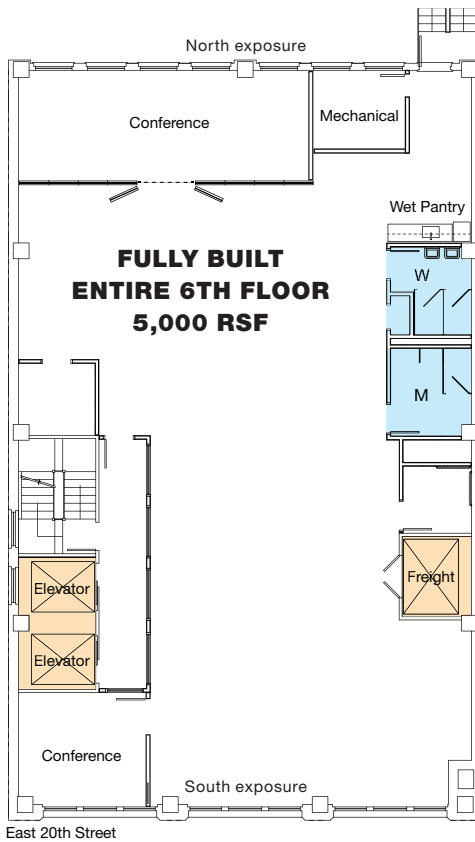 North exposure
Conference
Mechanical
Wet Pantry
FULLY BUILT
ENTIRE 6TH FLOOR
5,000 RSF
W
M
Elevator
Freight
Elevator
Conference
South exposure
East 20th Street